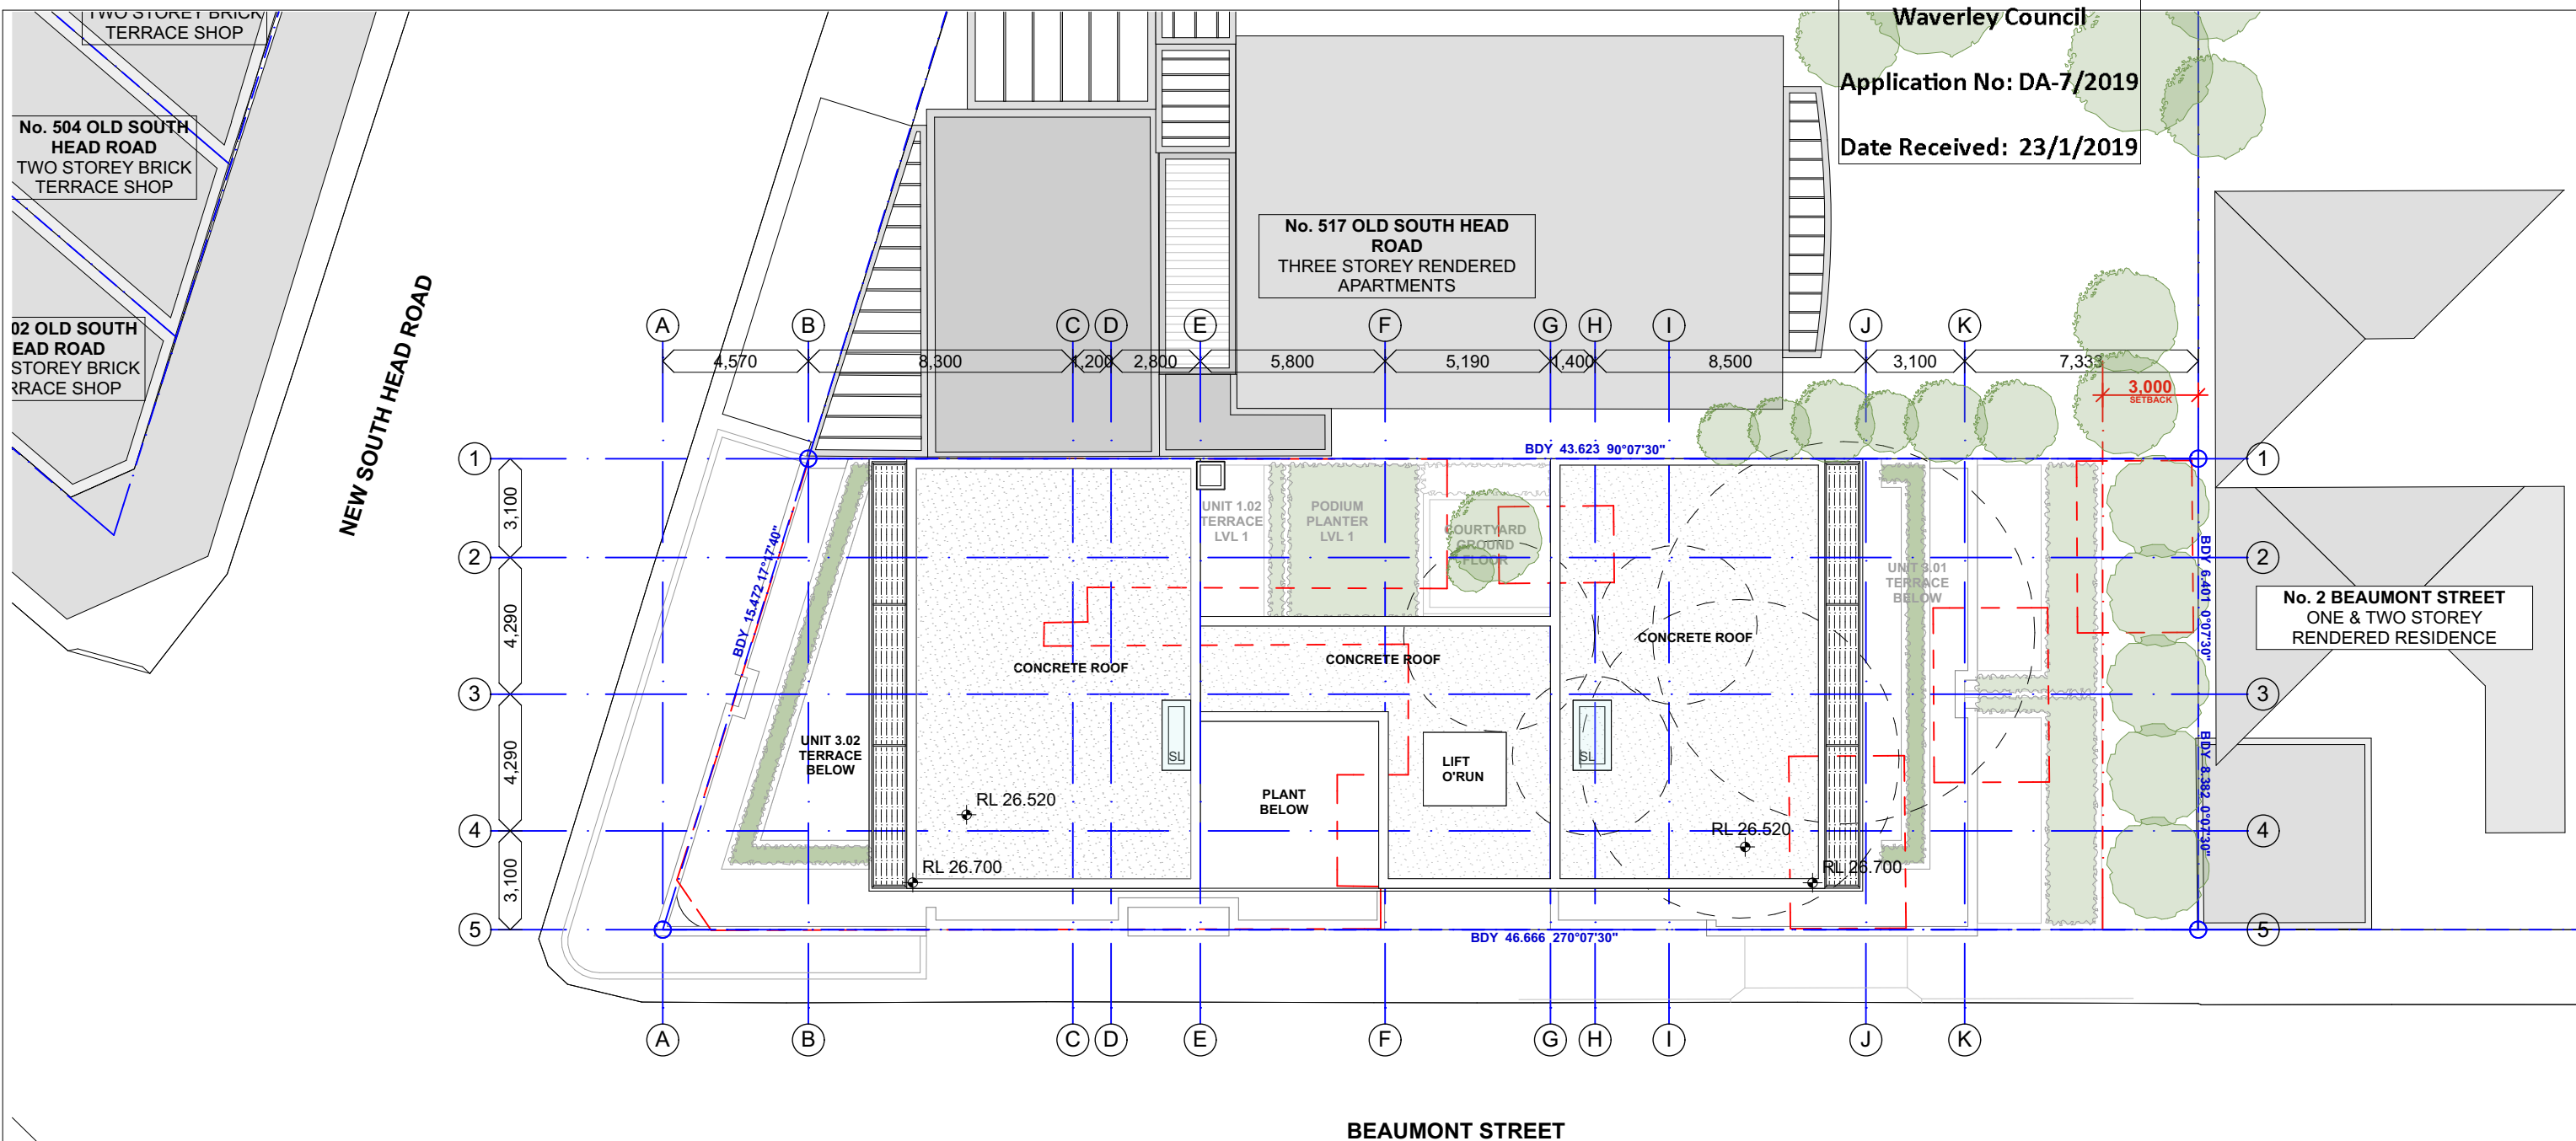 TWO STOREY BRICK
TERRACE SHOP
No. 504 OLD SOUTH
HEAD ROAD
TWO STOREY BRICK
TERRACE SHOP
02 OLD SOUTH
EAD ROAD
STOREY BRICK
RRACE SHOP
NEW SOUTH HEAD ROAD
Waverley Council
Application No: DA-7/2019
Date Received: 23/1/2019
No. 517 OLD SOUTH HEAD
ROAD
THREE STOREY RENDERED
APARTMENTS
A B C D E F G H I J K
4,570 8,300 1,200 2,800 5,800 5,190 1,400 8,500 3,100 7,333
3,000
SETBACK
BDY 43.623 90°07'30"
1 1
3,100
2 2
4,290
3 3
4,290
4 4
3,100
5 5
BDY 15.472 17°17'40"
UNIT 1.02
TERRACE
LVL 1
PODIUM
PLANTER
LVL 1
COURTYARD
GROUND
FLOOR
UNIT 3.01
TERRACE
BELOW
BDY 6.401 0°07'30"
No. 2 BEAUMONT STREET
ONE & TWO STOREY
RENDERED RESIDENCE
CONCRETE ROOF
CONCRETE ROOF
CONCRETE ROOF
UNIT 3.02
TERRACE
BELOW
SL
SL
LIFT
O'RUN
PLANT
BELOW
BDY 8.382 0°07'30"
RL 26.520
RL 26.520
RL 26.700
RL 26.700
BDY 46.666 270°07'30"
A B C D E F G H I J K
BEAUMONT STREET